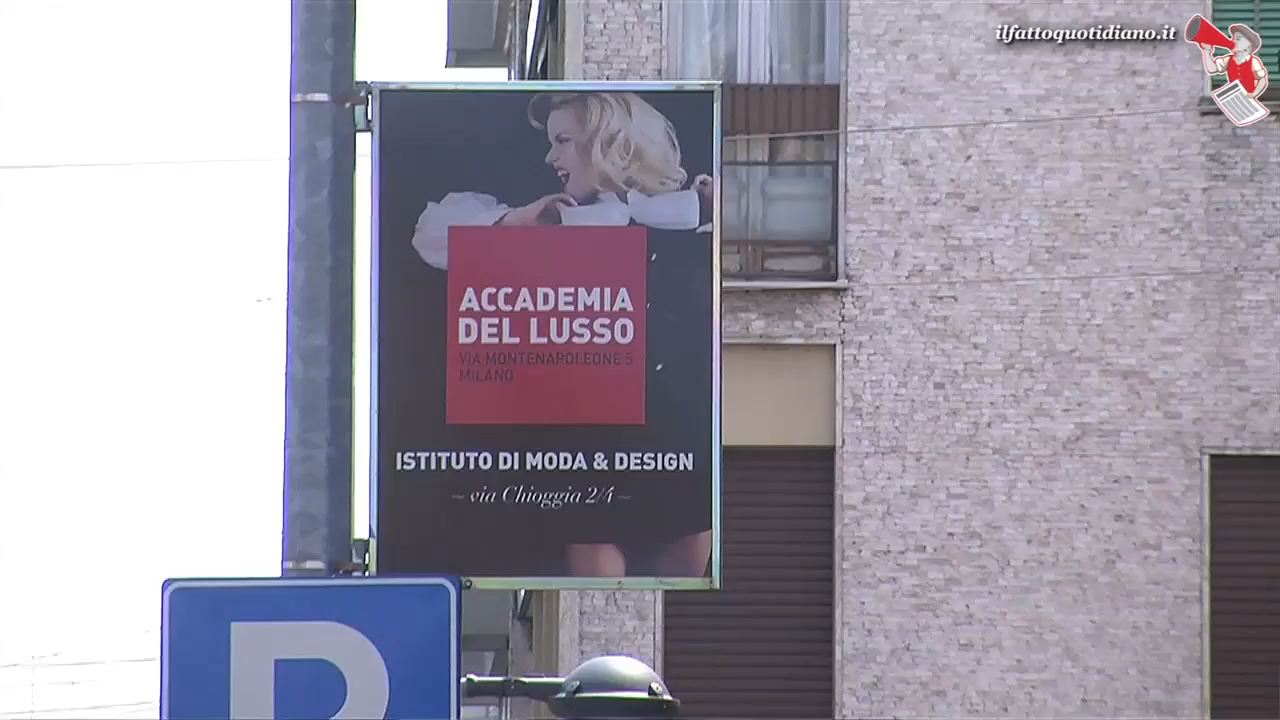 ilfattoquotidiano.it
ACCADEMIA
DEL LUSSO
VIA MONTENAPOLEONE 5
MILANO
ISTITUTO DI MODA & DESIGN
~ via Chioggia 2/4 ~
P